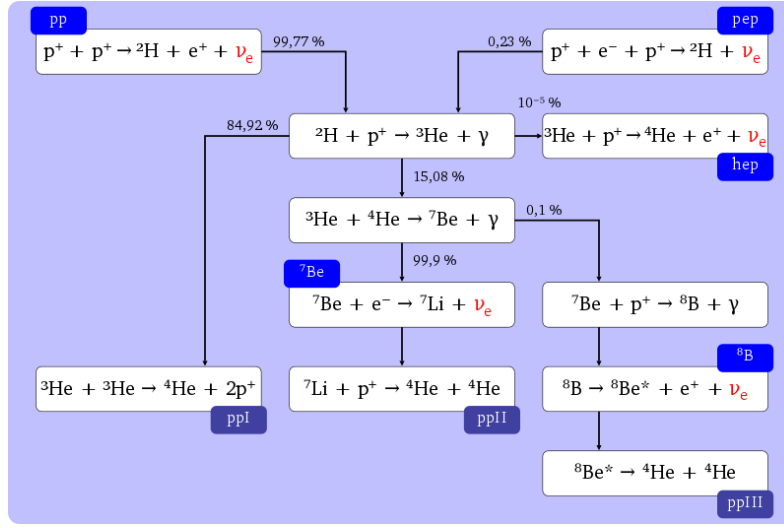 pp
pep
p⁺ + p⁺ → ²H + e⁺ + νₑ
99,77 %
0,23 %
p⁺ + e⁻ + p⁺ → ²H + νₑ
84,92 %
²H + p⁺ → ³He + γ
10⁻⁵ %
³He + p⁺ → ⁴He + e⁺ + νₑ
hep
15,08 %
³He + ⁴He → ⁷Be + γ
0,1 %
⁷Be
99,9 %
⁷Be + e⁻ → ⁷Li + νₑ
⁷Be + p⁺ → ⁸B + γ
⁸B
³He + ³He → ⁴He + 2p⁺
⁷Li + p⁺ → ⁴He + ⁴He
⁸B → ⁸Be* + e⁺ + νₑ
ppI
ppII
⁸Be* → ⁴He + ⁴He
ppIII